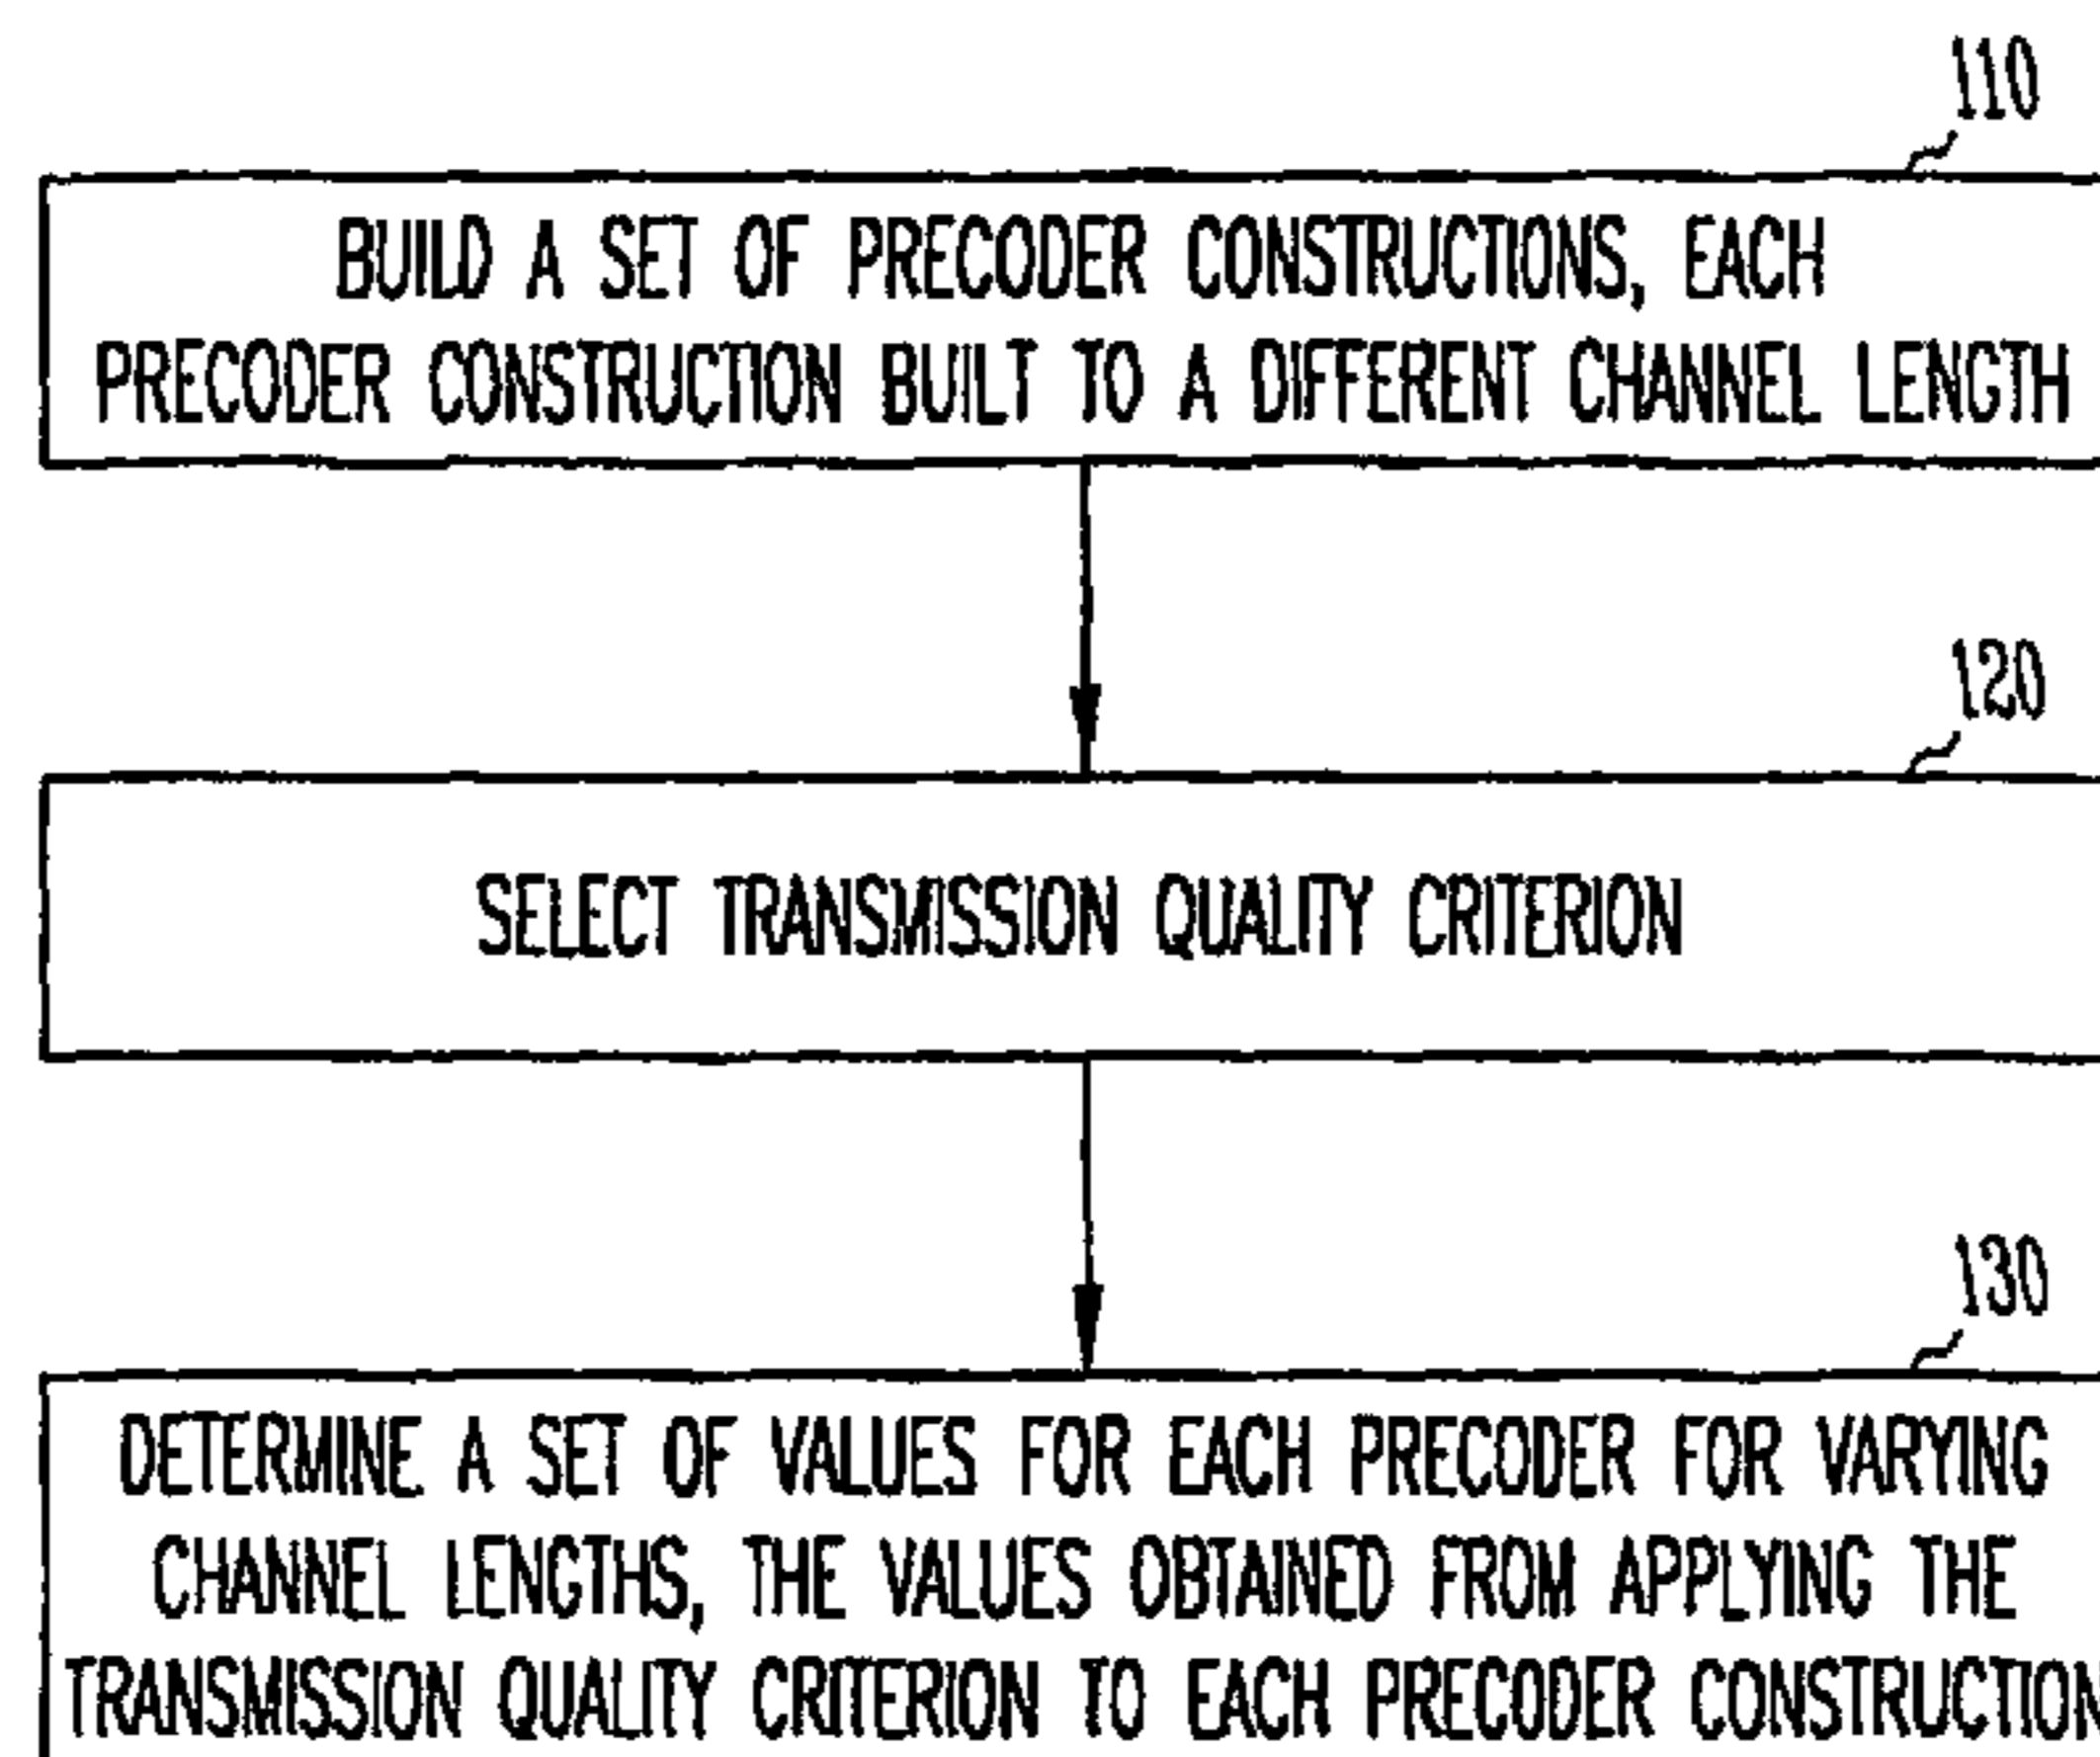 110
BUILD A SET OF PRECODER CONSTRUCTIONS, EACH
PRECODER CONSTRUCTION BUILT TO A DIFFERENT CHANNEL LENGTH
120
SELECT TRANSMISSION QUALITY CRITERION
130
DETERMINE A SET OF VALUES FOR EACH PRECODER FOR VARYING
CHANNEL LENGTHS, THE VALUES OBTAINED FROM APPLYING THE
TRANSMISSION QUALITY CRITERION TO EACH PRECODER CONSTRUCTION